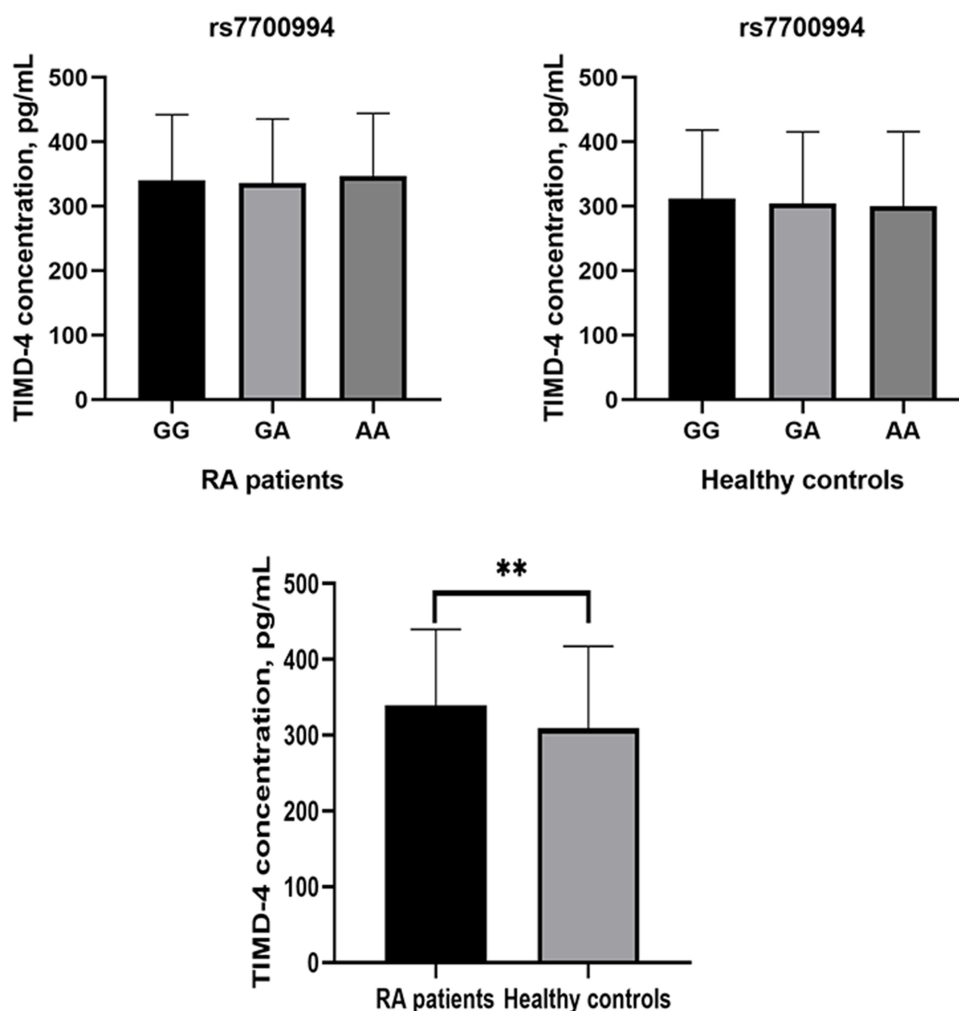 rs7700994
TIMD-4 concentration, pg/mL
500
400
300
200
100
0
GG GA AA
RA patients
rs7700994
TIMD-4 concentration, pg/mL
500
400
300
200
100
0
GG GA AA
Healthy controls
**
TIMD-4 concentration, pg/mL
500
400
300
200
100
0
RA patients Healthy controls